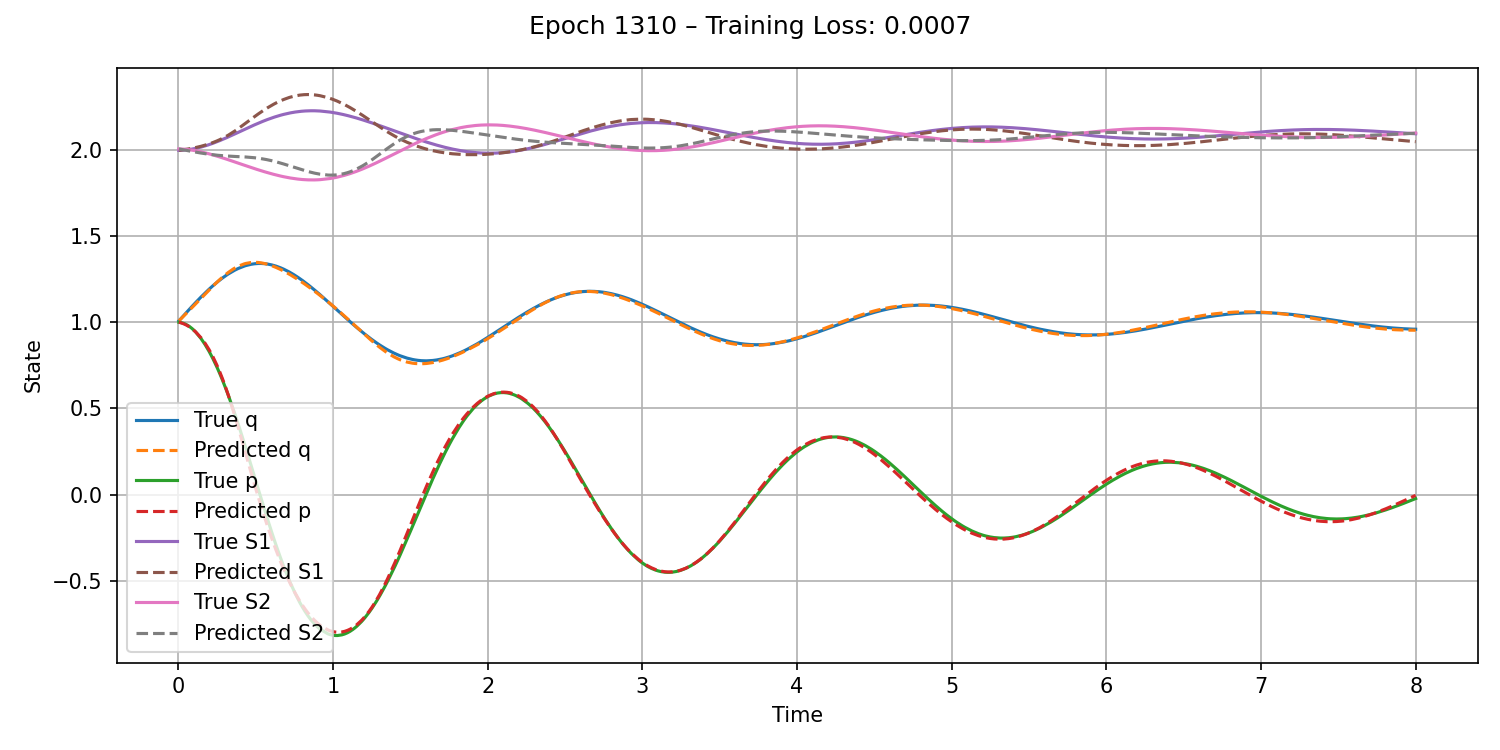 Epoch 1310 – Training Loss: 0.0007
State
2.0
1.5
1.0
0.5
0.0
−0.5
True q
Predicted q
True p
Predicted p
True S1
Predicted S1
True S2
Predicted S2
0 1 2 3 4 5 6 7 8
Time